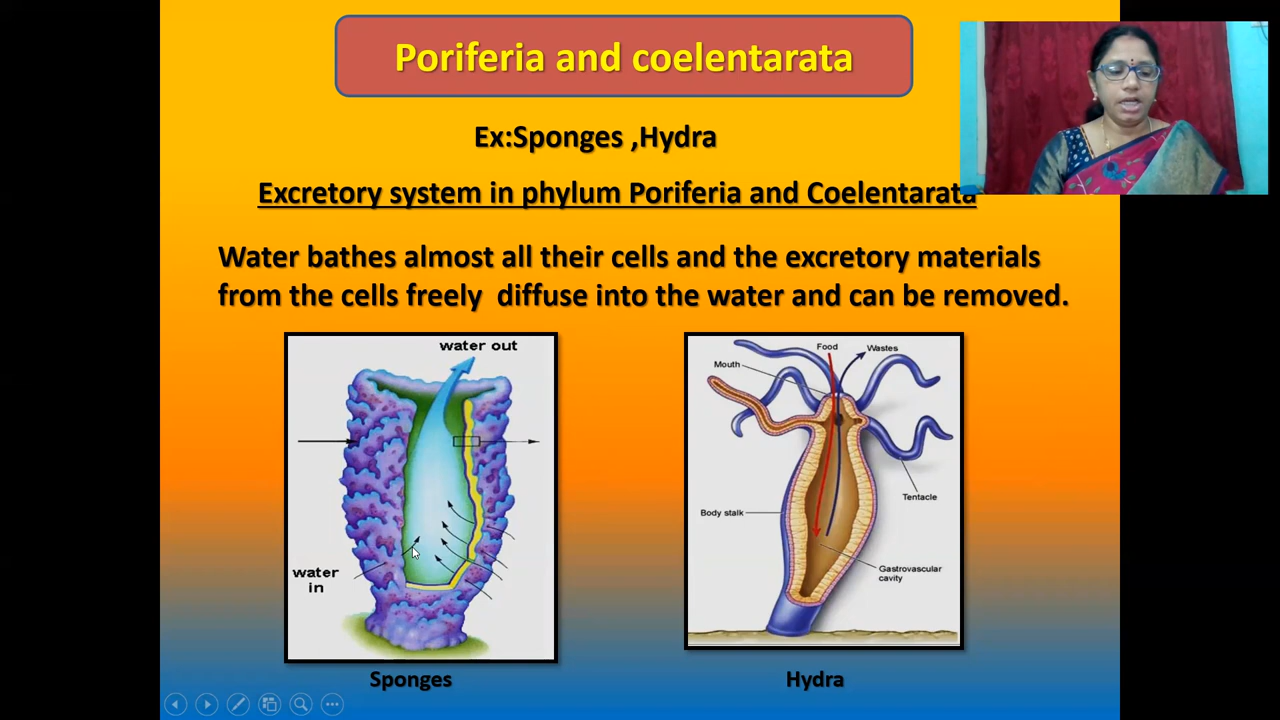 Poriferia and coelentarata
Ex:Sponges ,Hydra
Excretory system in phylum Poriferia and Coelentarata
Water bathes almost all their cells and the excretory materials
from the cells freely diffuse into the water and can be removed.
water out
water
in
Sponges
Food
Wastes
Mouth
Tentacle
Body stalk
Gastrovascular
cavity
Hydra